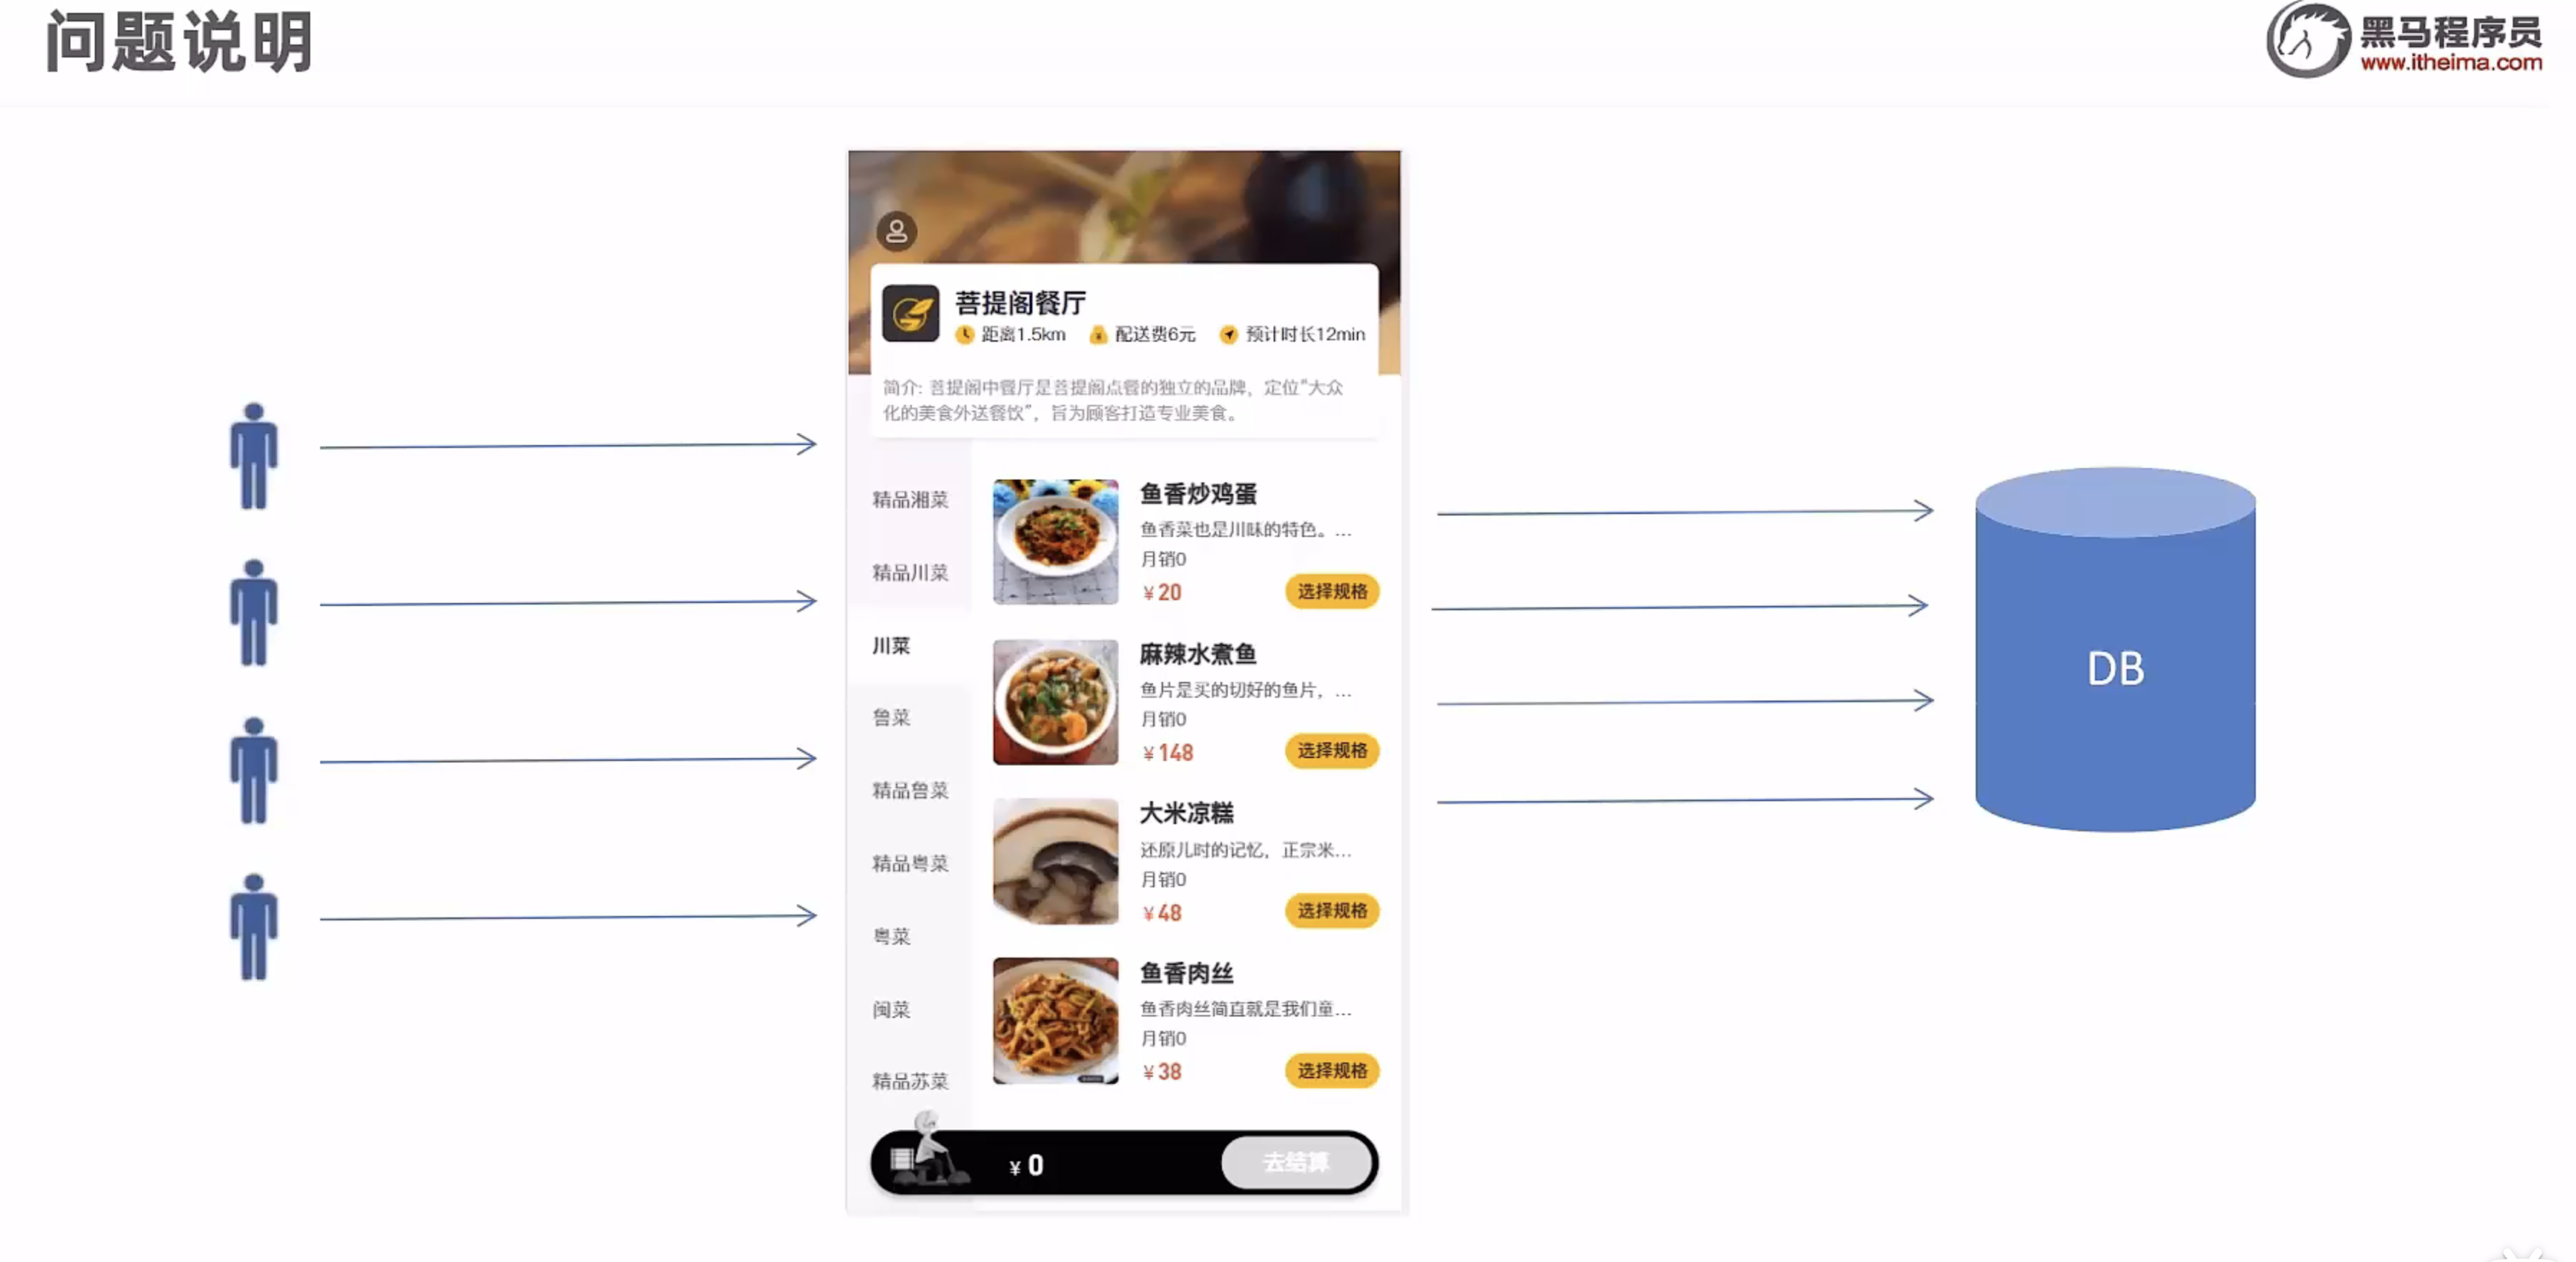 问题说明
黑马程序员
www.itheima.com
菩提阁餐厅
距离1.5km 配送费6元 预计时长12min
简介: 菩提阁中餐厅是菩提阁点餐的独立的品牌，定位“大众
化的美食外送餐饮”，旨为顾客打造专业美食。
精品湘菜
精品川菜
川菜
鲁菜
精品鲁菜
精品粤菜
粤菜
闽菜
精品苏菜
鱼香炒鸡蛋
鱼香菜也是川味的特色。...
月销0
¥20 选择规格
麻辣水煮鱼
鱼片是买的切好的鱼片，...
月销0
¥148 选择规格
大米凉糕
还原儿时的记忆，正宗米...
月销0
¥48 选择规格
鱼香肉丝
鱼香肉丝简直就是我们童...
月销0
¥38 选择规格
¥0 去结算
DB